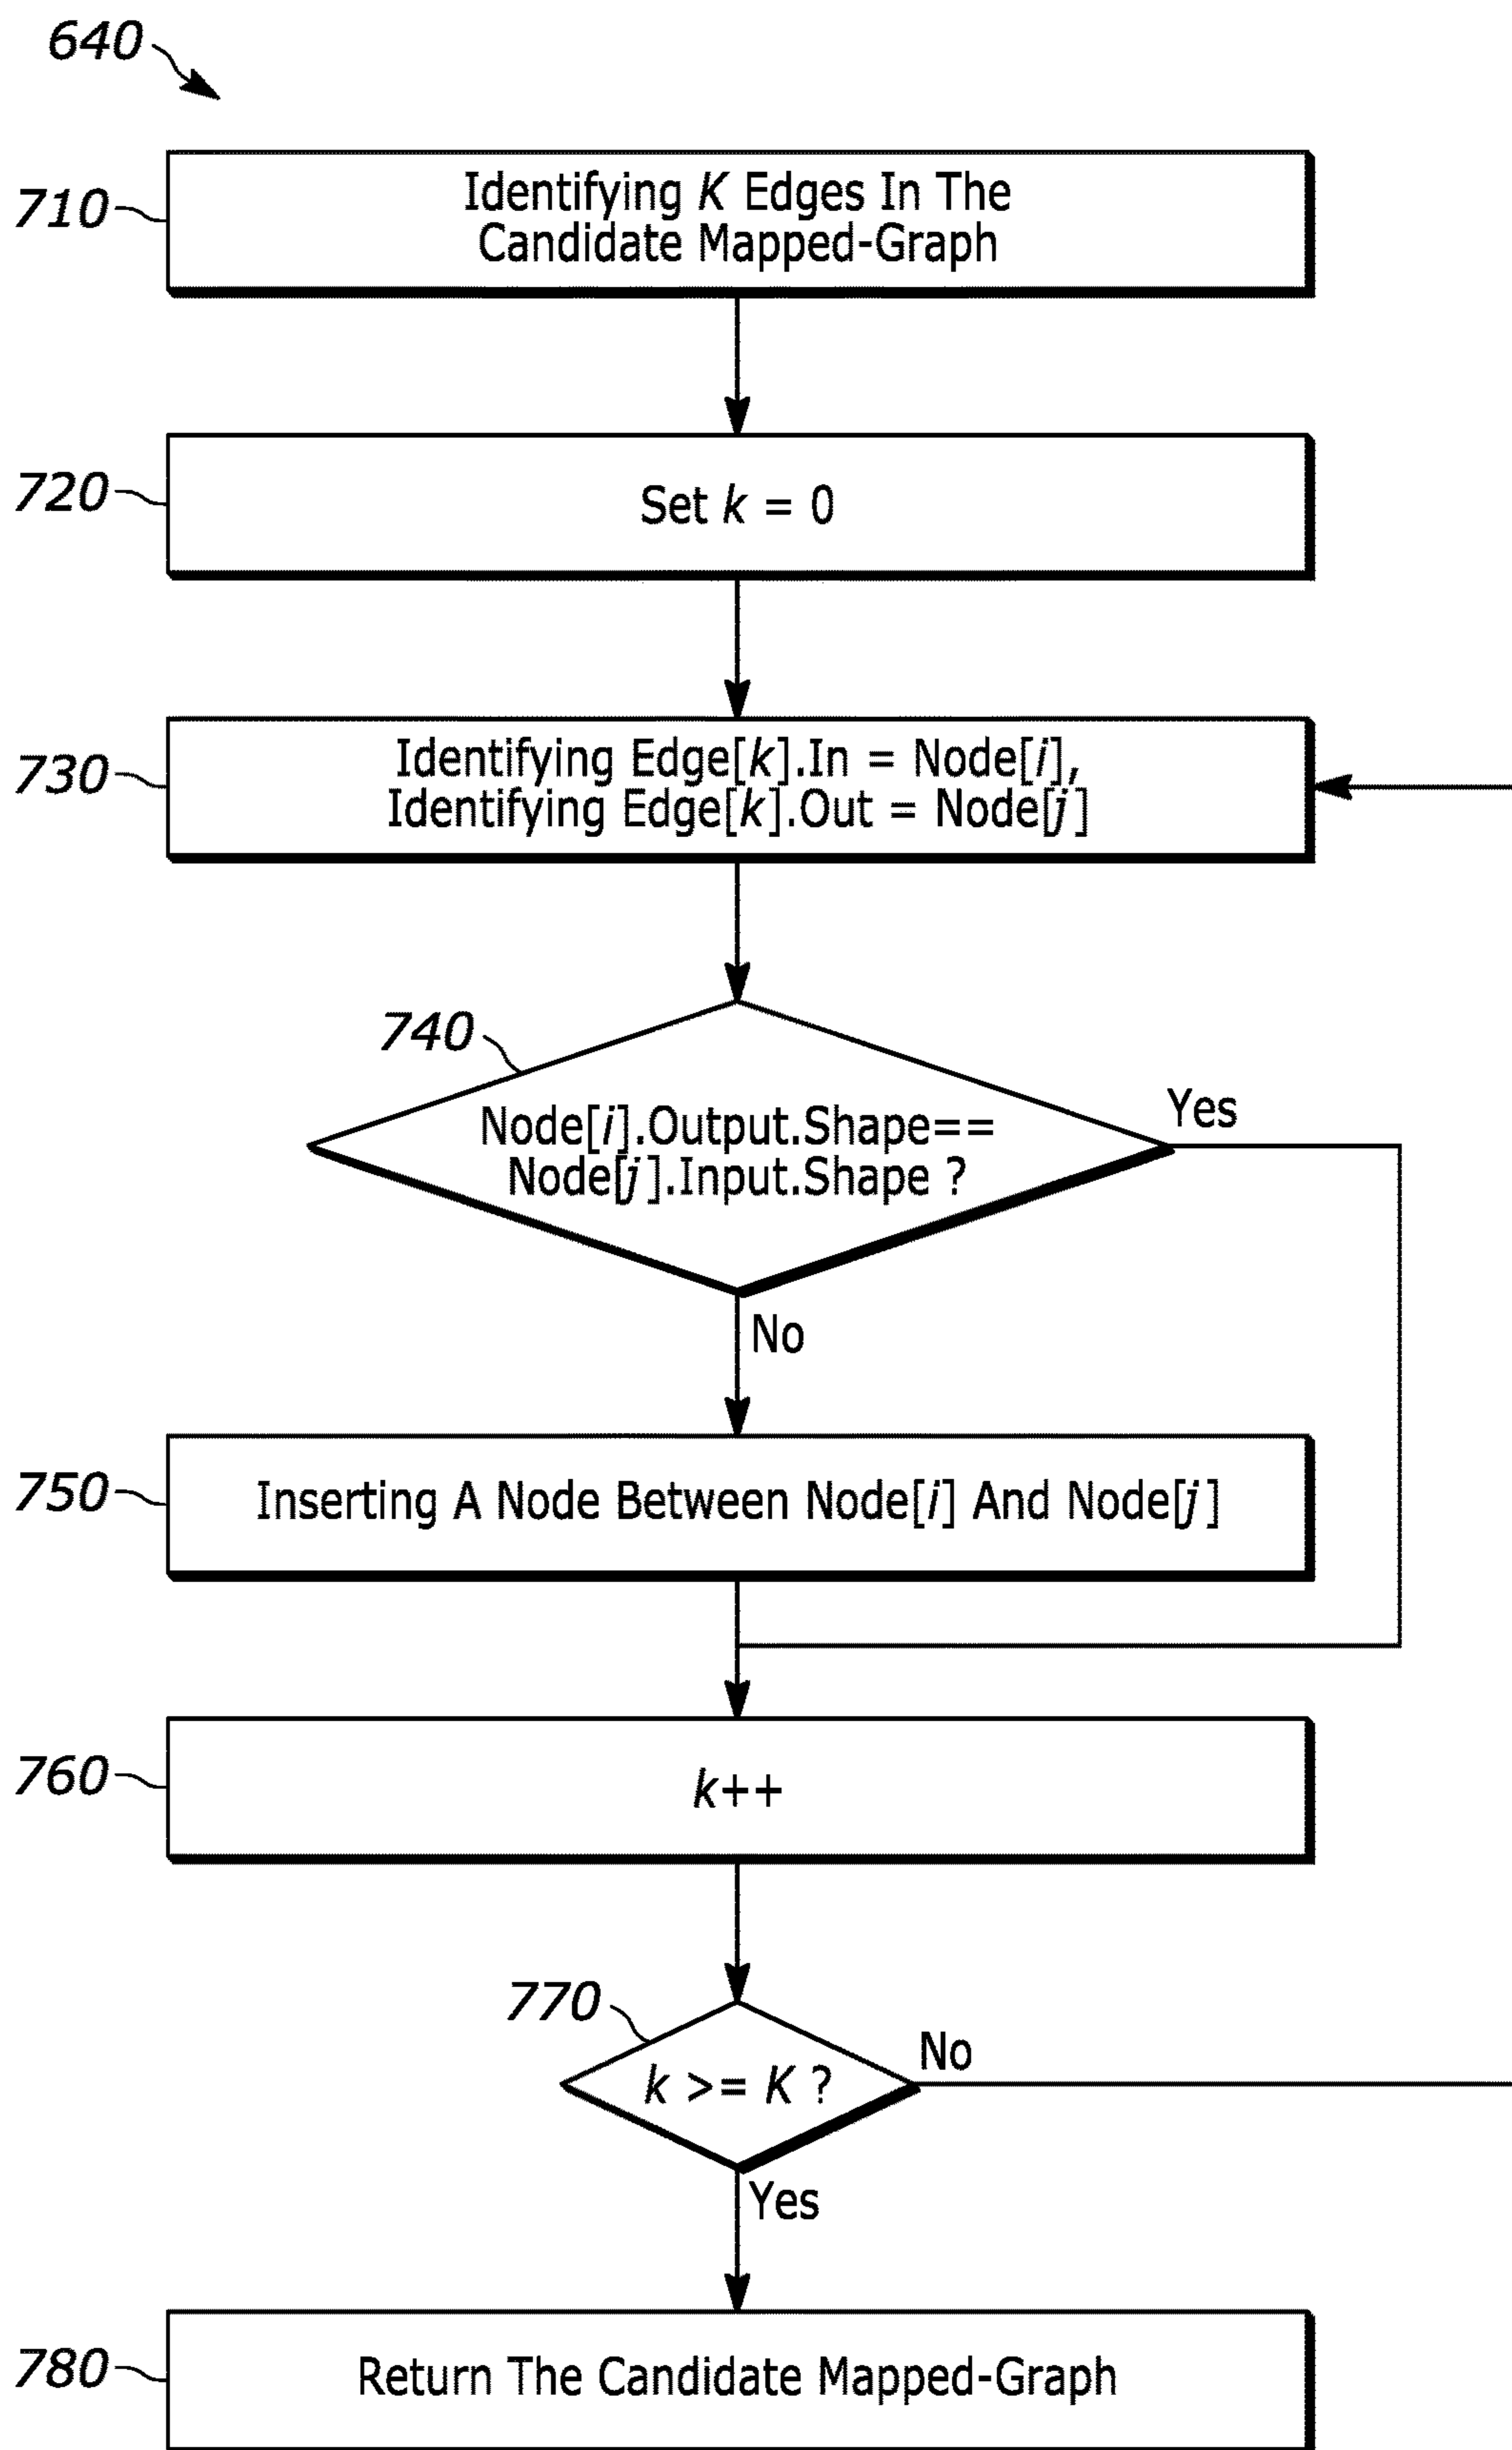 640
710
Identifying K Edges In The
Candidate Mapped-Graph
720
Set k = 0
730
Identifying Edge[k].In = Node[i],
Identifying Edge[k].Out = Node[j]
740
Node[i].Output.Shape==
Node[j].Input.Shape ?
Yes
No
750
Inserting A Node Between Node[i] And Node[j]
760
k++
770
k >= K ?
No
Yes
780
Return The Candidate Mapped-Graph